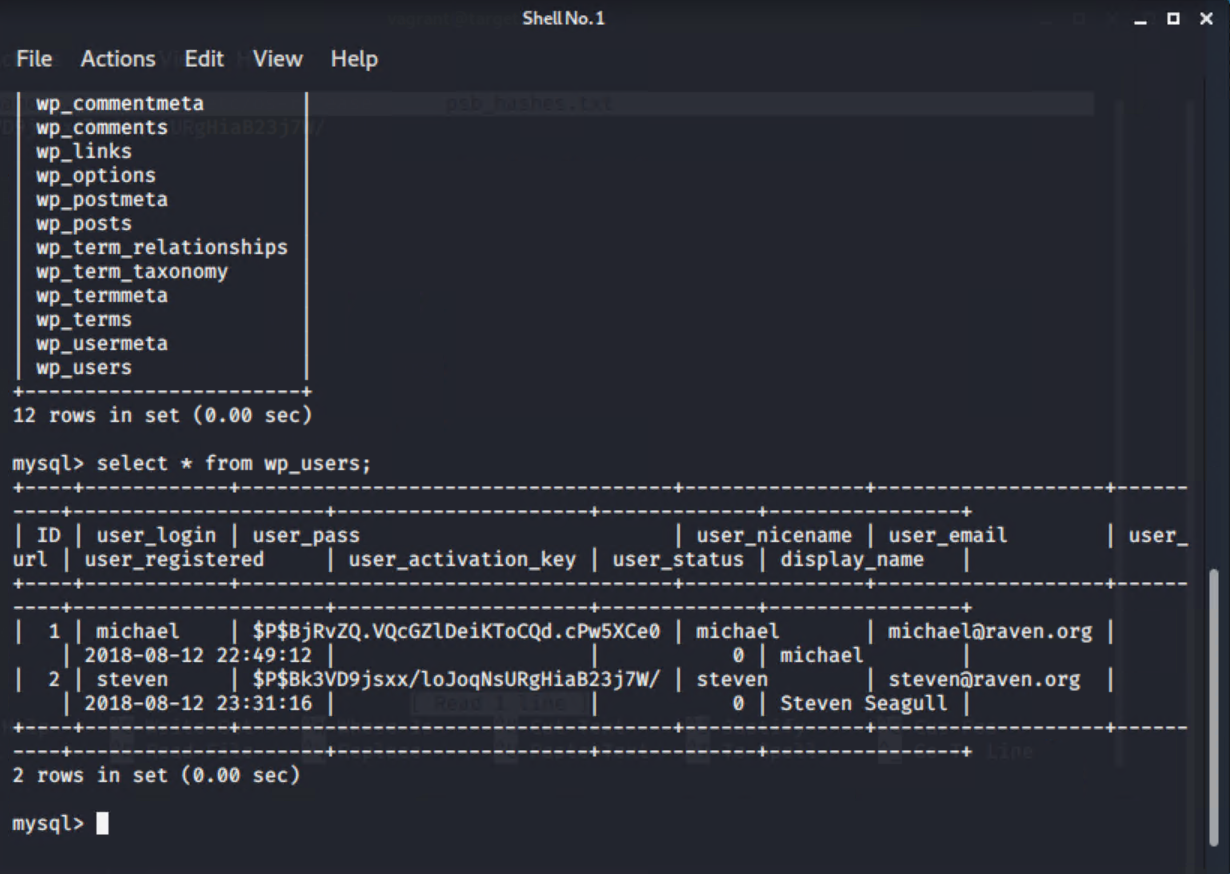 Shell No. 1
File Actions Edit View Help
| wp_commentmeta        |
| wp_comments           |
| wp_links              |
| wp_options            |
| wp_postmeta           |
| wp_posts              |
| wp_term_relationships |
| wp_term_taxonomy      |
| wp_termmeta           |
| wp_terms              |
| wp_usermeta           |
| wp_users              |
+-----------------------+
12 rows in set (0.00 sec)
mysql> select * from wp_users;
+----+------------+------------------------------------+---------------+-------------------+------
----+---------------------+---------------------+-------------+----------------+
| ID | user_login | user_pass                          | user_nicename | user_email        | user_
url | user_registered     | user_activation_key | user_status | display_name   |
+----+------------+------------------------------------+---------------+-------------------+------
----+---------------------+---------------------+-------------+----------------+
|  1 | michael    | $P$BjRvZQ.VQcGZlDeiKToCQd.cPw5XCe0 | michael       | michael@raven.org |
    | 2018-08-12 22:49:12 |                     |           0 | michael        |
|  2 | steven     | $P$Bk3VD9jsxx/loJoqNsURgHiaB23j7W/ | steven        | steven@raven.org  |
    | 2018-08-12 23:31:16 |                     |           0 | Steven Seagull |
+----+------------+------------------------------------+---------------+-------------------+------
----+---------------------+---------------------+-------------+----------------+
2 rows in set (0.00 sec)
mysql>